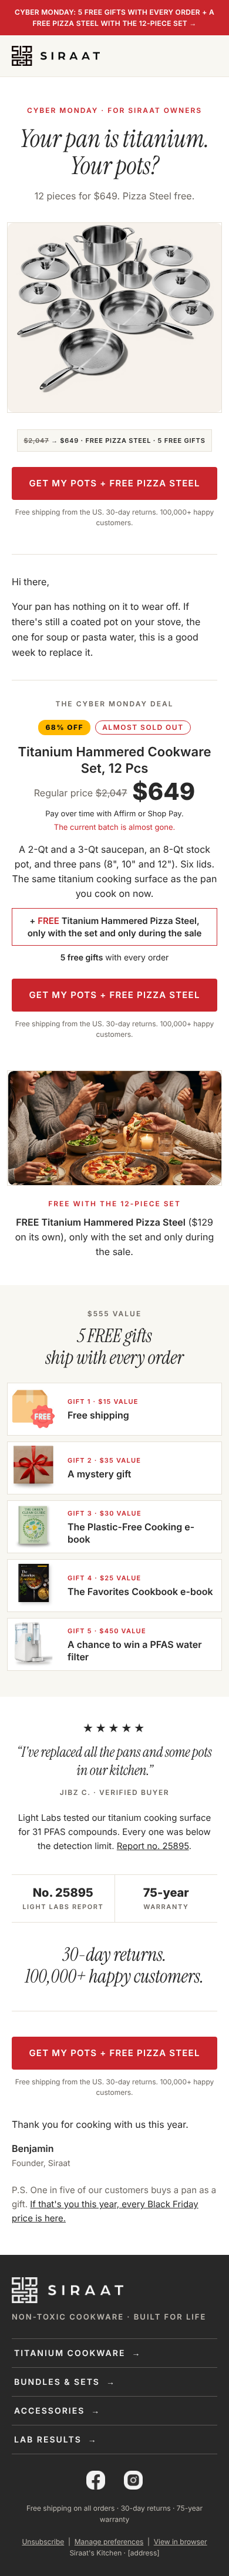 CYBER MONDAY: 5 FREE GIFTS WITH EVERY ORDER + A
FREE PIZZA STEEL WITH THE 12-PIECE SET →
SIRAAT
CYBER MONDAY · FOR SIRAAT OWNERS
Your pan is titanium.
Your pots?
12 pieces for $649. Pizza Steel free.
$2,047 → $649 · FREE PIZZA STEEL · 5 FREE GIFTS
GET MY POTS + FREE PIZZA STEEL
Free shipping from the US. 30-day returns. 100,000+ happy
customers.
Hi there,
Your pan has nothing on it to wear off. If
there's still a coated pot on your stove, the
one for soup or pasta water, this is a good
week to replace it.
THE CYBER MONDAY DEAL
68% OFF
ALMOST SOLD OUT
Titanium Hammered Cookware
Set, 12 Pcs
Regular price $2,047 $649
Pay over time with Affirm or Shop Pay.
The current batch is almost gone.
A 2-Qt and a 3-Qt saucepan, an 8-Qt stock
pot, and three pans (8", 10" and 12"). Six lids.
The same titanium cooking surface as the pan
you cook on now.
+ FREE Titanium Hammered Pizza Steel,
only with the set and only during the sale
5 free gifts with every order
GET MY POTS + FREE PIZZA STEEL
Free shipping from the US. 30-day returns. 100,000+ happy
customers.
FREE WITH THE 12-PIECE SET
FREE Titanium Hammered Pizza Steel ($129
on its own), only with the set and only during
the sale.
$555 VALUE
5 FREE gifts
ship with every order
FREE
GIFT 1 · $15 VALUE
Free shipping
GIFT 2 · $35 VALUE
A mystery gift
GIFT 3 · $30 VALUE
The Plastic-Free Cooking e-
book
GIFT 4 · $25 VALUE
The Favorites Cookbook e-book
GIFT 5 · $450 VALUE
A chance to win a PFAS water
filter
★★★★★
“I've replaced all the pans and some pots
in our kitchen.”
JIBZ C. · VERIFIED BUYER
Light Labs tested our titanium cooking surface
for 31 PFAS compounds. Every one was below
the detection limit. Report no. 25895.
No. 25895
LIGHT LABS REPORT
75-year
WARRANTY
30-day returns.
100,000+ happy customers.
GET MY POTS + FREE PIZZA STEEL
Free shipping from the US. 30-day returns. 100,000+ happy
customers.
Thank you for cooking with us this year.
Benjamin
Founder, Siraat
P.S. One in five of our customers buys a pan as a
gift. If that's you this year, every Black Friday
price is here.
SIRAAT
NON-TOXIC COOKWARE · BUILT FOR LIFE
TITANIUM COOKWARE →
BUNDLES & SETS →
ACCESSORIES →
LAB RESULTS →
Free shipping on all orders · 30-day returns · 75-year
warranty
Unsubscribe | Manage preferences | View in browser
Siraat's Kitchen · [address]